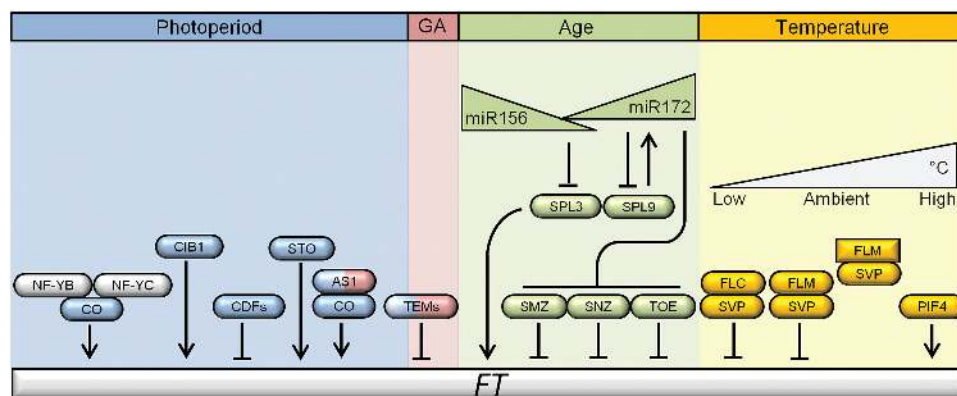 Photoperiod GA Age Temperature
miR156 miR172
°C
Low Ambient High
SPL3 SPL9
CIB1 STO FLM
SVP
NF-YB NF-YC AS1 FLC FLM
CO CDFs CO TEMs SMZ SNZ TOE SVP SVP PIF4
FT